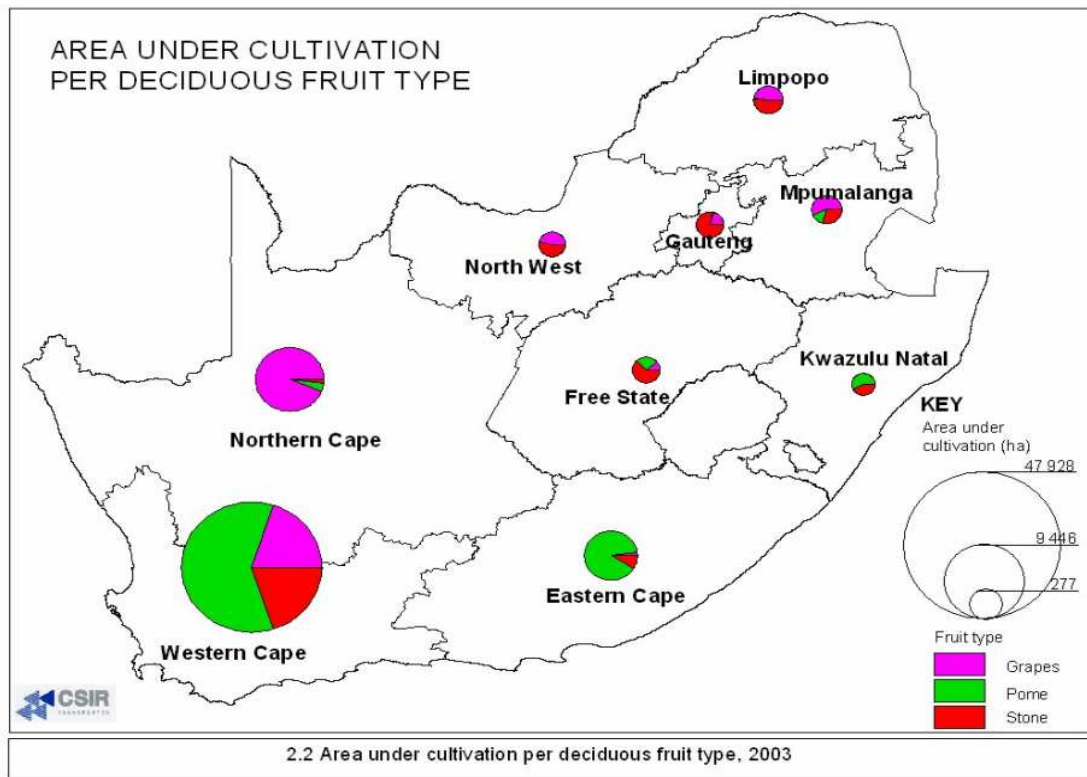 AREA UNDER CULTIVATION
PER DECIDUOUS FRUIT TYPE
Limpopo
Mpumalanga
Gauteng
North West
Kwazulu Natal
Free State
Northern Cape
Eastern Cape
Western Cape
KEY
Area under
cultivation (ha)
47 928
9 446
277
Fruit type
Grapes
Pome
Stone
CSIR
2.2 Area under cultivation per deciduous fruit type, 2003